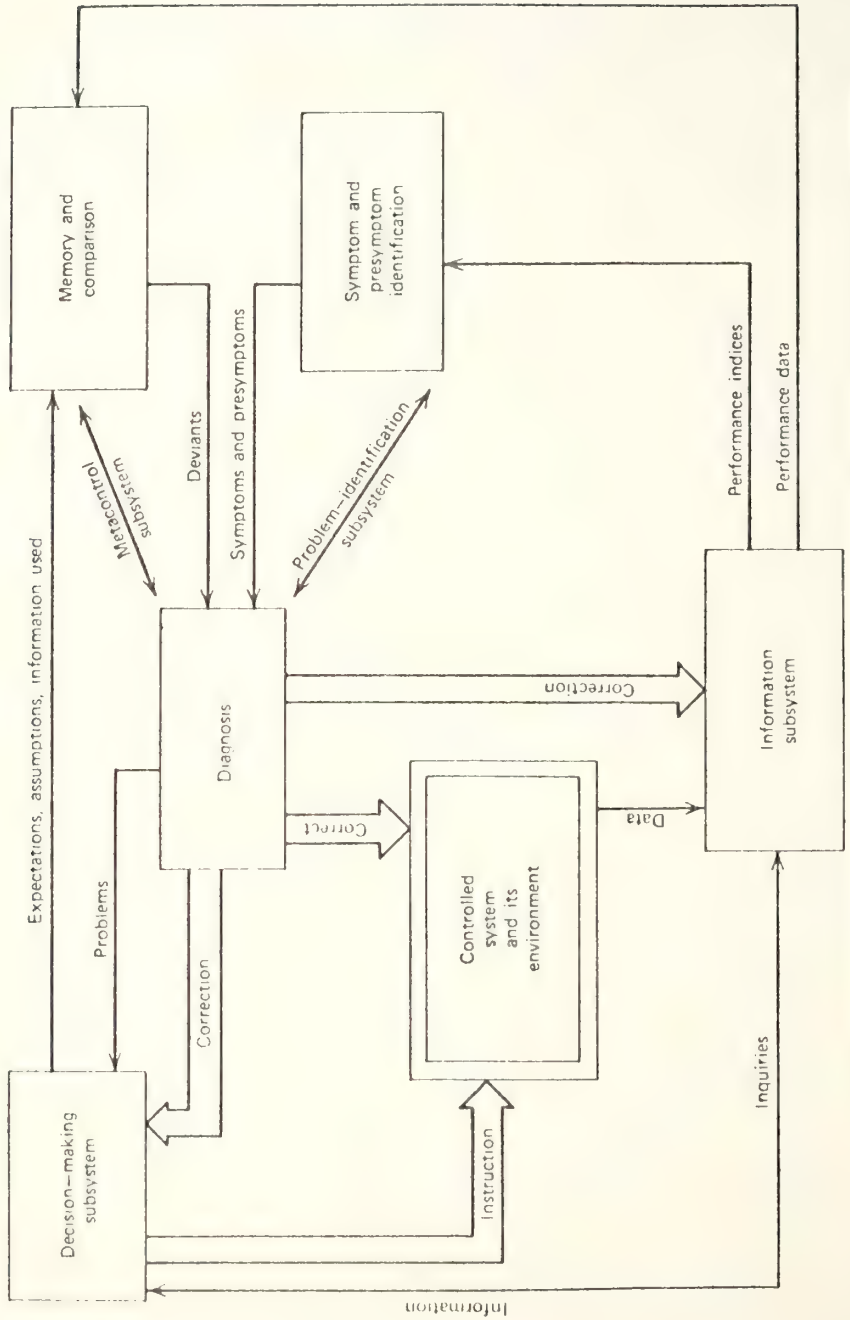 Expectations, assumptions, information used
Memory and
comparison
Decision-making
subsystem
Problems
Correction
Metacontrol
subsystem
Deviants
Diagnosis
Symptoms and presymptoms
Problem-identification
subsystem
Symptom and
presymptom
identification
Correct
Correction
Instruction
Controlled
system
and its
environment
Data
Information
Inquiries
Information
subsystem
Performance indices
Performance data